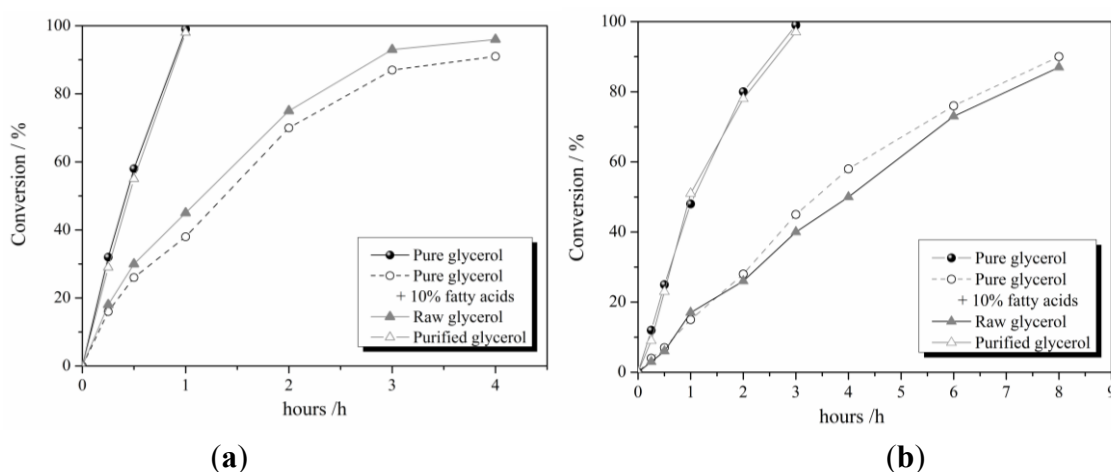 100
80
60
40
20
0
Conversion / %
0 1 2 3 4
hours /h
Pure glycerol
Pure glycerol
+ 10% fatty acids
Raw glycerol
Purified glycerol
(a)
100
80
60
40
20
0
Conversion / %
0 1 2 3 4 5 6 7 8 9
hours /h
Pure glycerol
Pure glycerol
+ 10% fatty acids
Raw glycerol
Purified glycerol
(b)